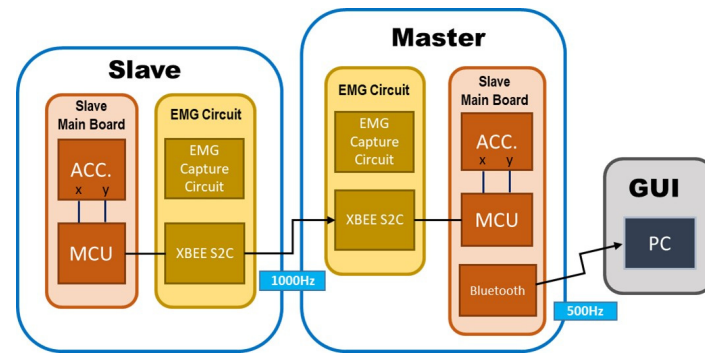 Slave
Slave
Main Board
ACC.
x y
MCU
EMG Circuit
EMG
Capture
Circuit
XBEE S2C
1000Hz
Master
EMG Circuit
EMG
Capture
Circuit
XBEE S2C
Slave
Main Board
ACC.
x y
MCU
Bluetooth
500Hz
GUI
PC